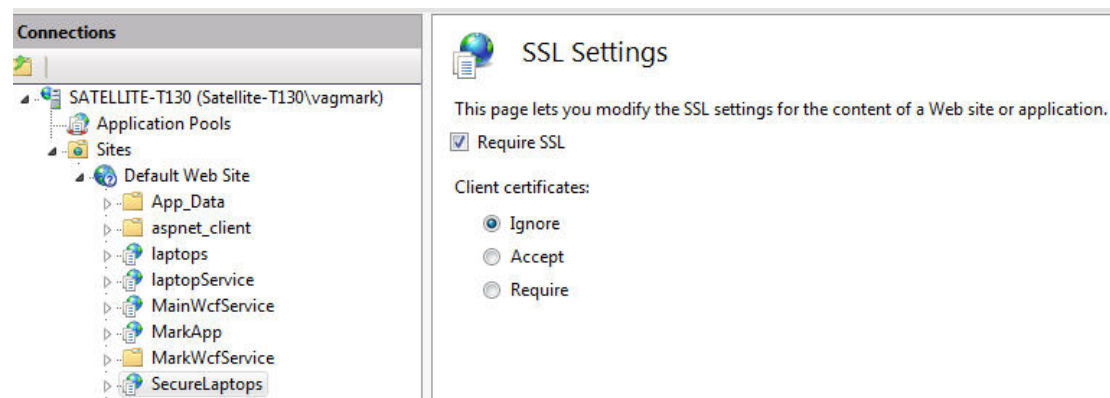 Connections
SATELLITE-T130 (Satellite-T130\vagmark)
Application Pools
Sites
Default Web Site
App_Data
aspnet_client
laptops
laptopService
MainWcfService
MarkApp
MarkWcfService
SecureLaptops
SSL Settings
This page lets you modify the SSL settings for the content of a Web site or application.
Require SSL
Client certificates:
Ignore
Accept
Require